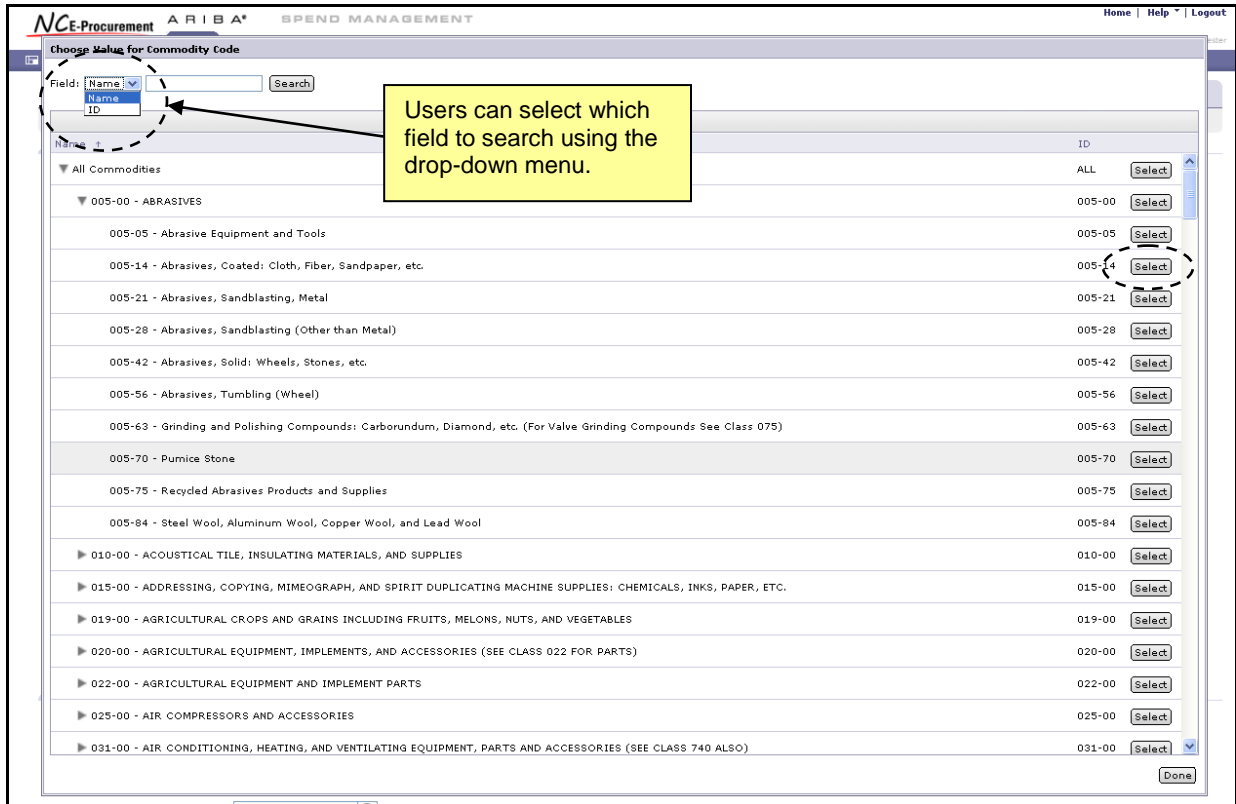 NCE-Procurement ARIBA SPEND MANAGEMENT Home | Help | Logout
Choose Value for Commodity Code
Field: Name Search
Name
ID
Users can select which
field to search using the
drop-down menu.
Name ↑ ID
All Commodities ALL Select
005-00 - ABRASIVES 005-00 Select
005-05 - Abrasive Equipment and Tools 005-05 Select
005-14 - Abrasives, Coated: Cloth, Fiber, Sandpaper, etc. 005-14 Select
005-21 - Abrasives, Sandblasting, Metal 005-21 Select
005-28 - Abrasives, Sandblasting (Other than Metal) 005-28 Select
005-42 - Abrasives, Solid: Wheels, Stones, etc. 005-42 Select
005-56 - Abrasives, Tumbling (Wheel) 005-56 Select
005-63 - Grinding and Polishing Compounds: Carborundum, Diamond, etc. (For Valve Grinding Compounds See Class 075) 005-63 Select
005-70 - Pumice Stone 005-70 Select
005-75 - Recycled Abrasives Products and Supplies 005-75 Select
005-84 - Steel Wool, Aluminum Wool, Copper Wool, and Lead Wool 005-84 Select
010-00 - ACOUSTICAL TILE, INSULATING MATERIALS, AND SUPPLIES 010-00 Select
015-00 - ADDRESSING, COPYING, MIMEOGRAPH, AND SPIRIT DUPLICATING MACHINE SUPPLIES: CHEMICALS, INKS, PAPER, ETC. 015-00 Select
019-00 - AGRICULTURAL CROPS AND GRAINS INCLUDING FRUITS, MELONS, NUTS, AND VEGETABLES 019-00 Select
020-00 - AGRICULTURAL EQUIPMENT, IMPLEMENTS, AND ACCESSORIES (SEE CLASS 022 FOR PARTS) 020-00 Select
022-00 - AGRICULTURAL EQUIPMENT AND IMPLEMENT PARTS 022-00 Select
025-00 - AIR COMPRESSORS AND ACCESSORIES 025-00 Select
031-00 - AIR CONDITIONING, HEATING, AND VENTILATING EQUIPMENT, PARTS AND ACCESSORIES (SEE CLASS 740 ALSO) 031-00 Select
Done